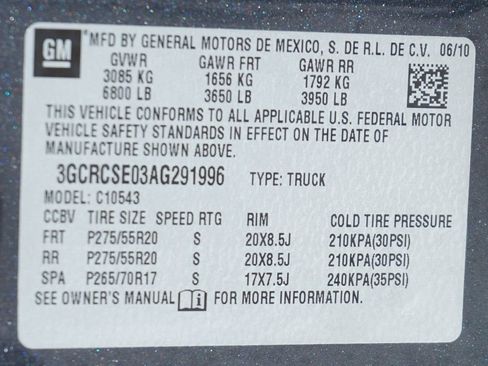 GM
*MFD BY GENERAL MOTORS DE MEXICO, S. DE R.L. DE C.V. 06/10
GVWR GAWR FRT GAWR RR
3085 KG 1656 KG 1792 KG
6800 LB 3650 LB 3950 LB
THIS VEHICLE CONFORMS TO ALL APPLICABLE U.S. FEDERAL MOTOR
VEHICLE SAFETY STANDARDS IN EFFECT ON THE DATE OF
MANUFACTURE SHOWN ABOVE.
3GCRCSE03AG291996 TYPE: TRUCK
MODEL: C10543
CCBV TIRE SIZE SPEED RTG RIM COLD TIRE PRESSURE
FRT P275/55R20 S 20X8.5J 210KPA(30PSI)
RR P275/55R20 S 20X8.5J 210KPA(30PSI)
SPA P265/70R17 S 17X7.5J 240KPA(35PSI)
SEE OWNER'S MANUAL i FOR MORE INFORMATION.